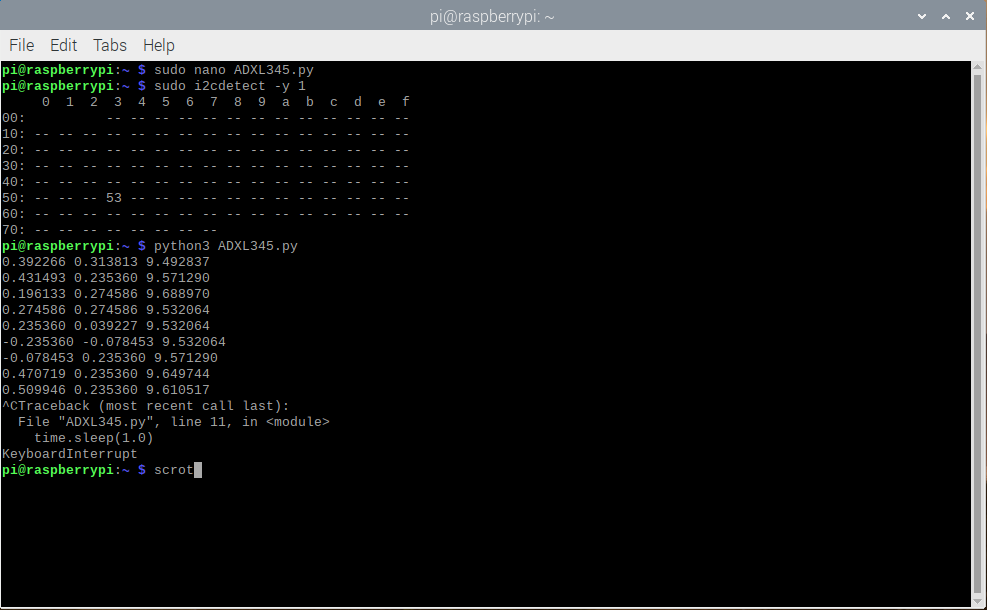 pi@raspberrypi: ~
File Edit Tabs Help
pi@raspberrypi:~ $ sudo nano ADXL345.py
pi@raspberrypi:~ $ sudo i2cdetect -y 1
     0  1  2  3  4  5  6  7  8  9  a  b  c  d  e  f
00:          -- -- -- -- -- -- -- -- -- -- -- -- --
10: -- -- -- -- -- -- -- -- -- -- -- -- -- -- -- --
20: -- -- -- -- -- -- -- -- -- -- -- -- -- -- -- --
30: -- -- -- -- -- -- -- -- -- -- -- -- -- -- -- --
40: -- -- -- -- -- -- -- -- -- -- -- -- -- -- -- --
50: -- -- -- 53 -- -- -- -- -- -- -- -- -- -- -- --
60: -- -- -- -- -- -- -- -- -- -- -- -- -- -- -- --
70: -- -- -- -- -- -- -- --
pi@raspberrypi:~ $ python3 ADXL345.py
0.392266 0.313813 9.492837
0.431493 0.235360 9.571290
0.196133 0.274586 9.688970
0.274586 0.274586 9.532064
0.235360 0.039227 9.532064
-0.235360 -0.078453 9.532064
-0.078453 0.235360 9.571290
0.470719 0.235360 9.649744
0.509946 0.235360 9.610517
^CTraceback (most recent call last):
  File "ADXL345.py", line 11, in <module>
    time.sleep(1.0)
KeyboardInterrupt
pi@raspberrypi:~ $ scrot